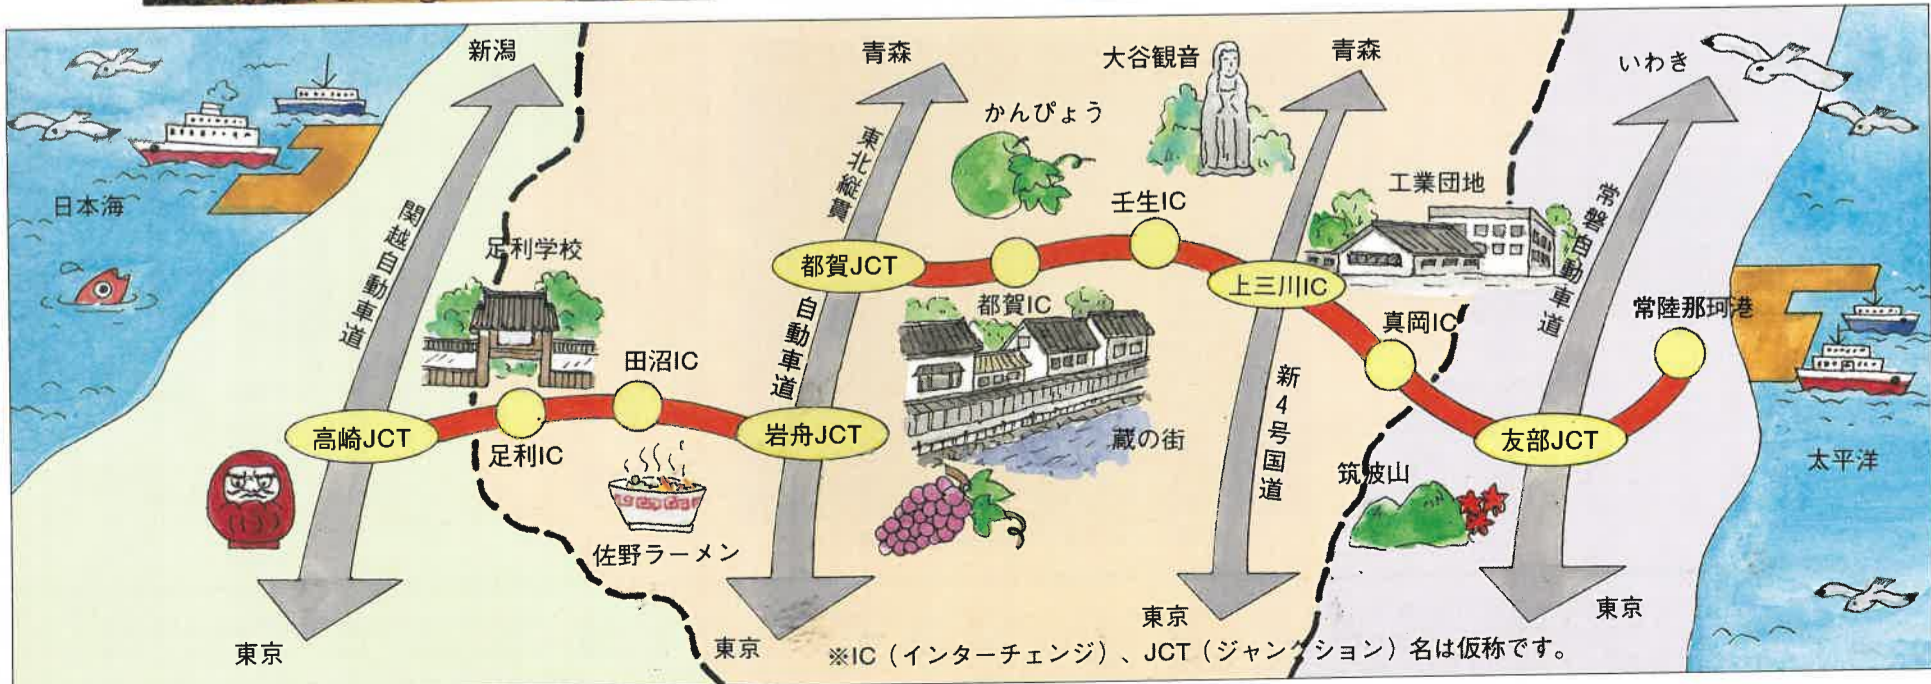 新潟
日本海
関越自動車道
足利学校
高崎JCT
足利IC
田沼IC
佐野ラーメン
東京
青森
東北縦貫
自動車道
都賀JCT
岩舟JCT
東京
かんぴょう
都賀IC
蔵の街
大谷観音
壬生IC
青森
上三川IC
新4号国道
東京
工業団地
真岡IC
筑波山
いわき
常磐自動車道
友部JCT
東京
常陸那珂港
太平洋
※IC（インターチェンジ）、JCT（ジャンクション）名は仮称です。